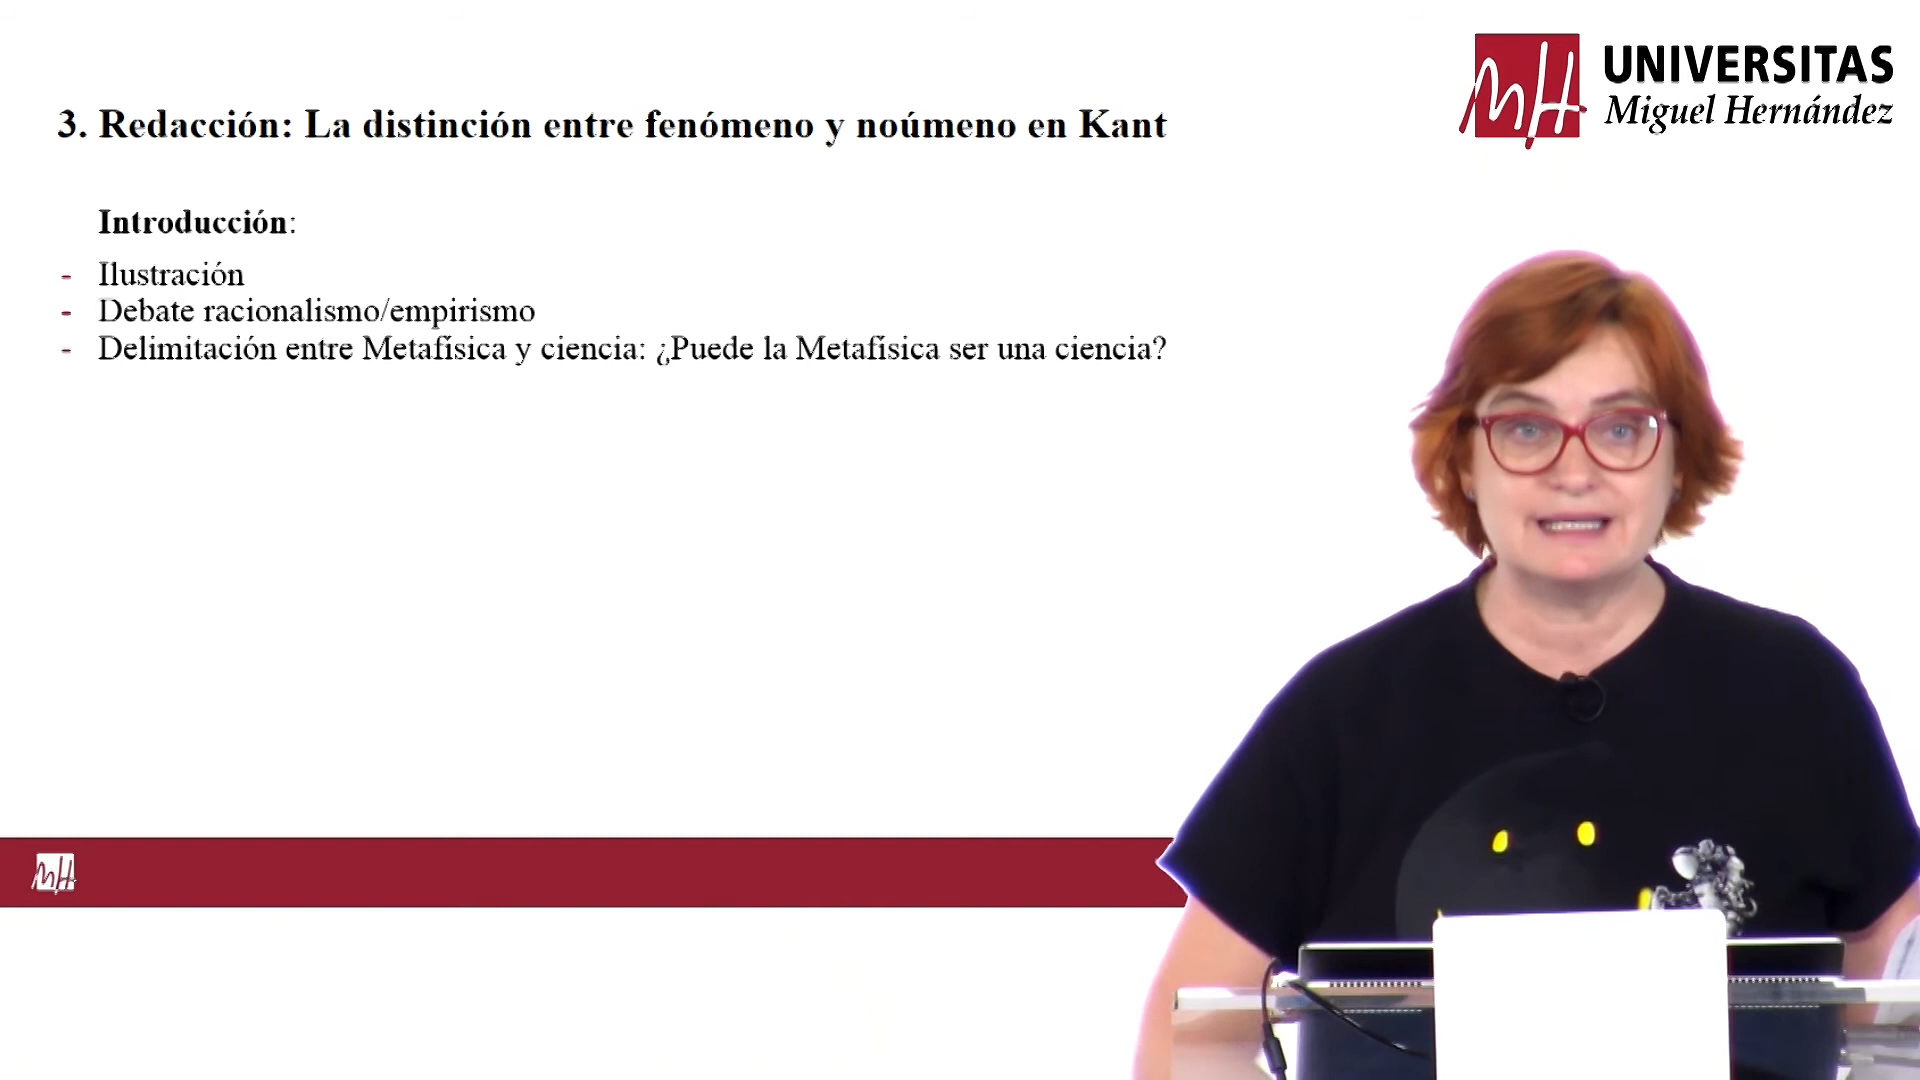 UNIVERSITAS
Miguel Hernández
3. Redacción: La distinción entre fenómeno y noúmeno en Kant
Introducción:
- Ilustración
- Debate racionalismo/empirismo
- Delimitación entre Metafísica y ciencia: ¿Puede la Metafísica ser una ciencia?